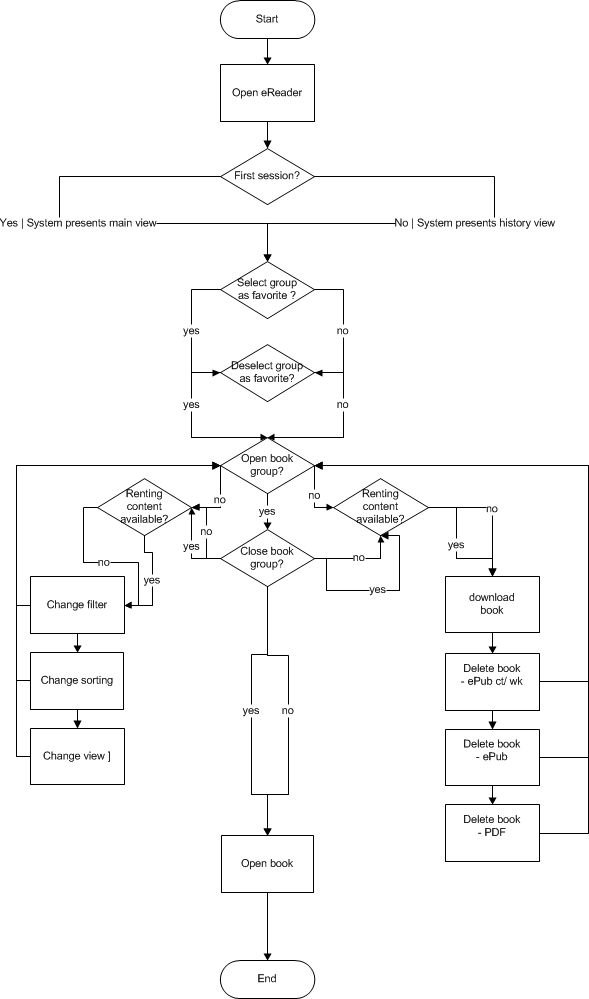 Start
Open eReader
First session?
Yes | System presents main view
No | System presents history view
Select group
as favorite ?
yes
no
Deselect group
as favorite?
yes
no
Open book
group?
Renting
content
available?
no
yes
no
Renting
content
available?
no
yes
no
yes
Close book
group?
no
yes
no
yes
Change filter
download
book
Change sorting
Delete book
- ePub ct/ wk
yes
no
Change view ]
Delete book
- ePub
Delete book
- PDF
Open book
End